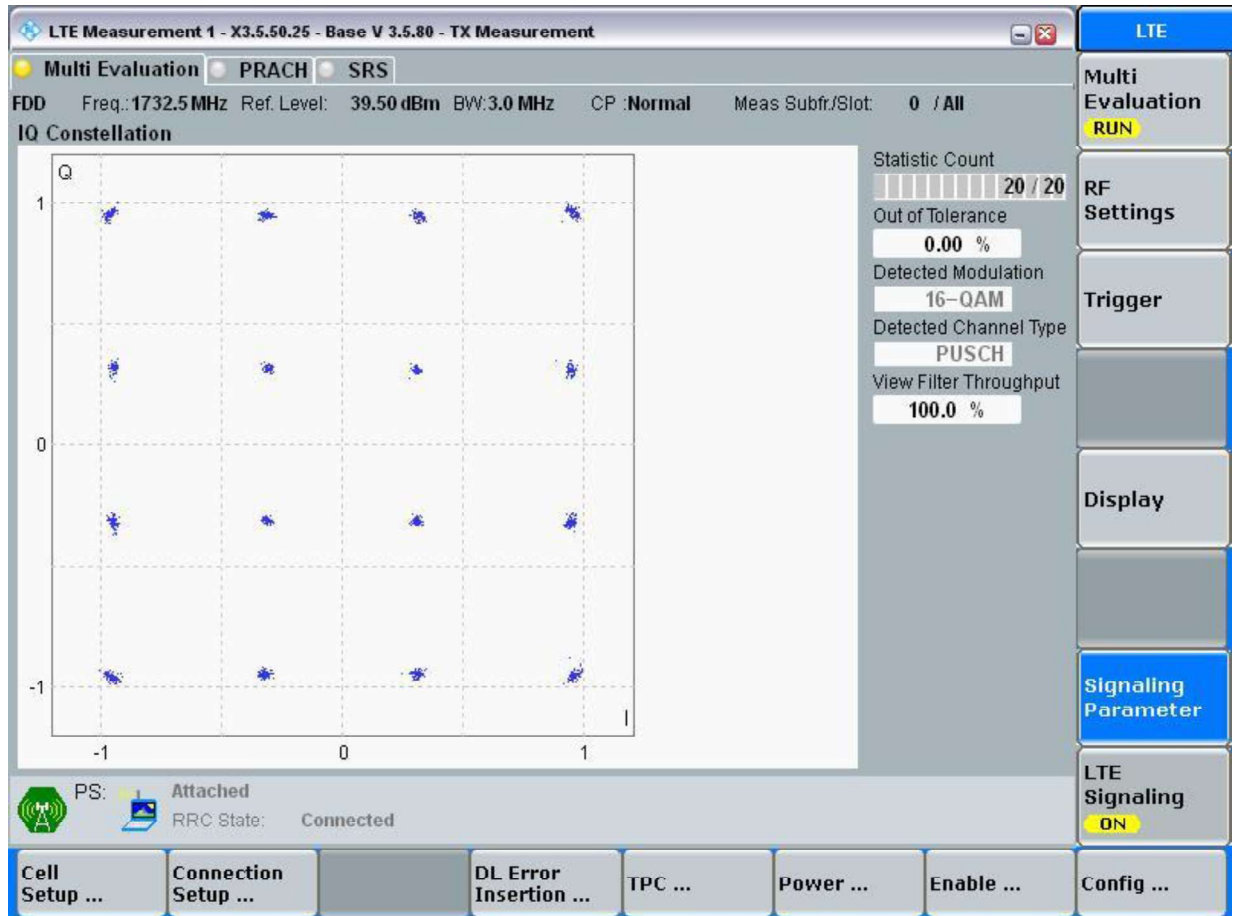 LTE Measurement 1 - X3.5.50.25 - Base V 3.5.80 - TX Measurement
LTE
Multi Evaluation PRACH SRS
FDD Freq.: 1732.5 MHz Ref. Level: 39.50 dBm BW: 3.0 MHz CP : Normal Meas Subfr./Slot: 0 / All
IQ Constellation
Q
1
0
-1
-1 0 1
I
Statistic Count
20 / 20
Out of Tolerance
0.00 %
Detected Modulation
16-QAM
Detected Channel Type
PUSCH
View Filter Throughput
100.0 %
Multi
Evaluation
RUN
RF
Settings
Trigger
Display
Signaling
Parameter
LTE
Signaling
ON
PS: Attached
RRC State: Connected
Cell
Setup ...
Connection
Setup ...
DL Error
Insertion ...
TPC ...
Power ...
Enable ...
Config ...